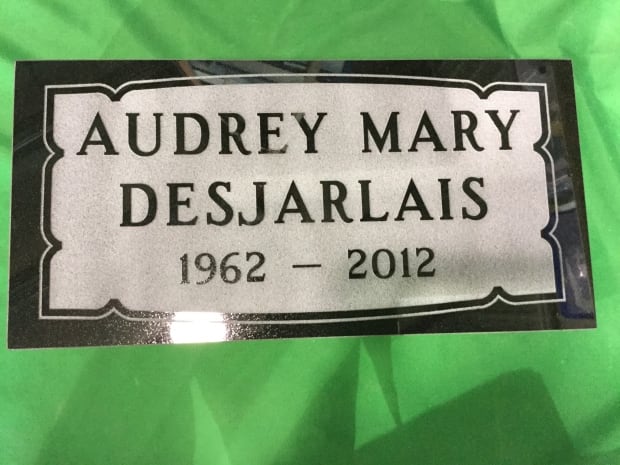 AUDREY MARY
DESJARLAIS
1962 — 2012